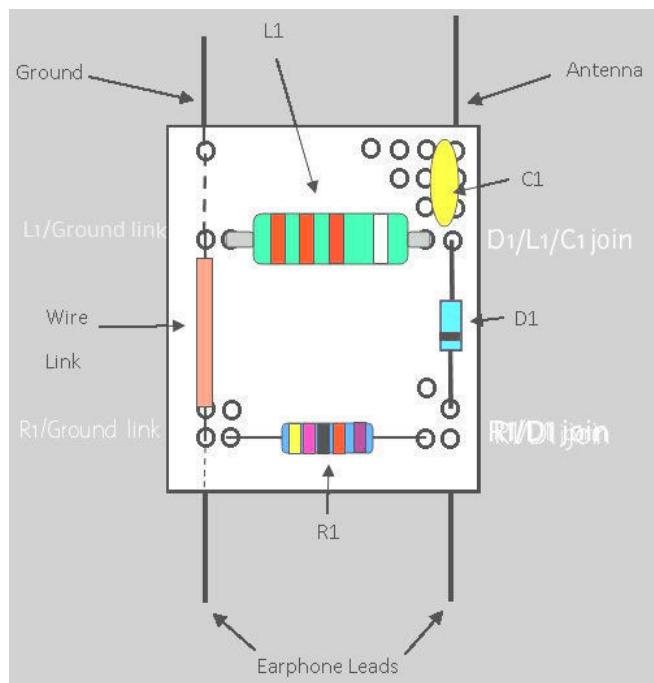 L1
Ground
Antenna
C1
L1/Ground link
D1/L1/C1 join
Wire
Link
D1
R1/Ground link
R1/D1 join
R1
Earphone Leads